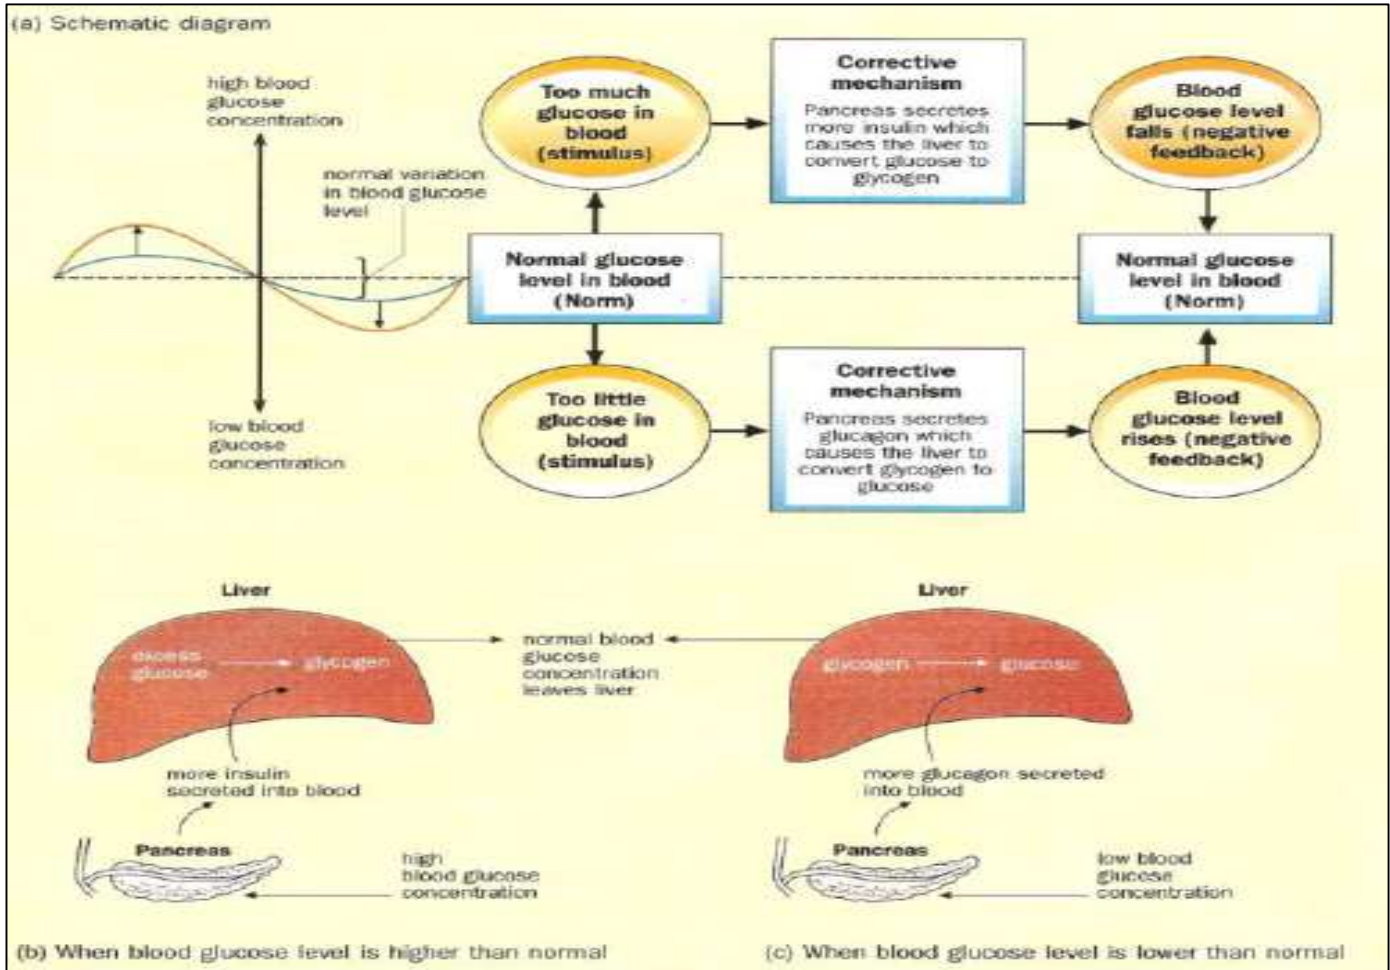 (a) Schematic diagram
high blood
glucose
concentration
normal variation
in blood glucose
level
low blood
glucose
concentration
Too much
glucose in
blood
(stimulus)
Corrective
mechanism
Pancreas secretes
more insulin which
causes the liver to
convert glucose to
glycogen
Blood
glucose level
falls (negative
feedback)
Normal glucose
level in blood
(Norm)
Normal glucose
level in blood
(Norm)
Too little
glucose in
blood
(stimulus)
Corrective
mechanism
Pancreas secretes
glucagon which
causes the liver to
convert glycogen to
glucose
Blood
glucose level
rises (negative
feedback)
Liver
excess
glucose
glycogen
normal blood
glucose
concentration
leaves liver
more insulin
secreted into blood
Pancreas
high
blood glucose
concentration
(b) When blood glucose level is higher than normal
Liver
glycogen
glucose
more glucagon secreted
into blood
Pancreas
low blood
glucose
concentration
(c) When blood glucose level is lower than normal